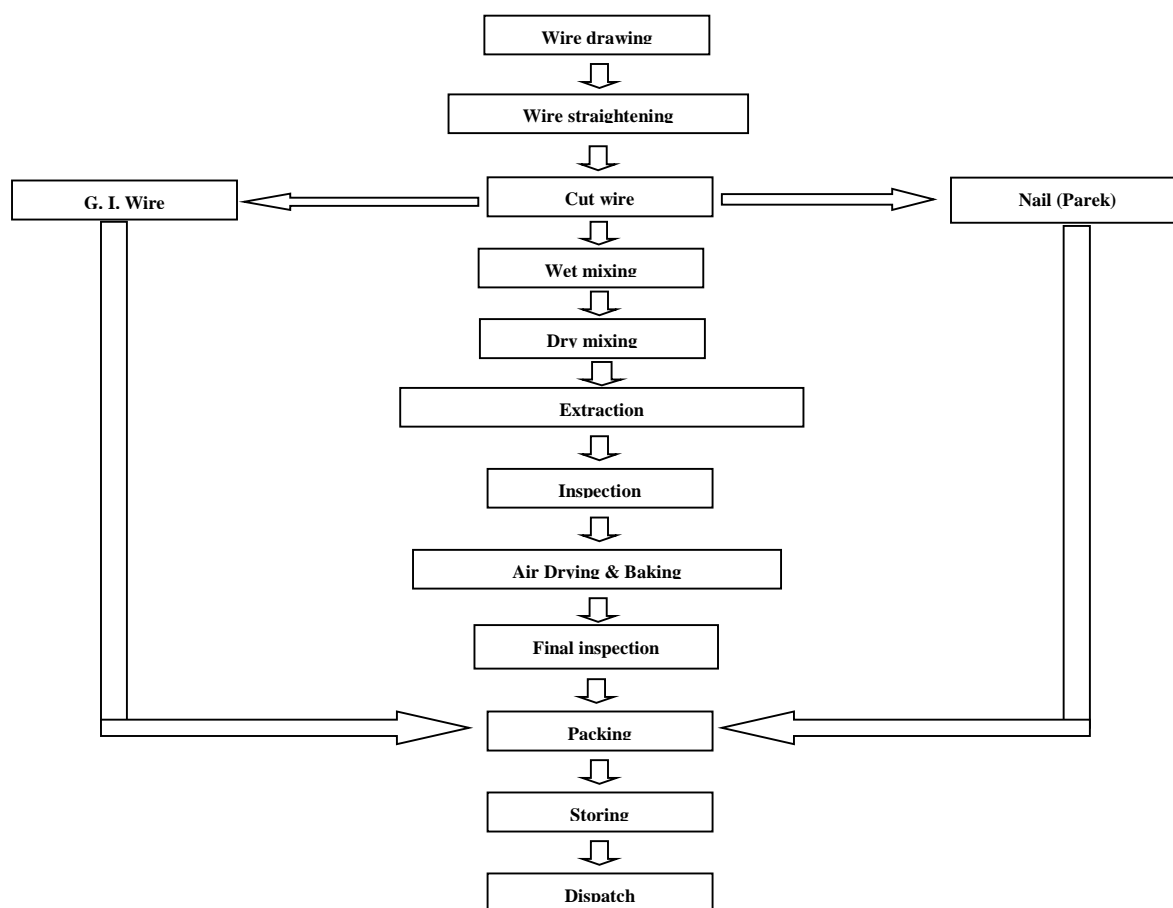 Wire drawing
Wire straightening
G. I. Wire
Cut wire
Nail (Parek)
Wet mixing
Dry mixing
Extraction
Inspection
Air Drying & Baking
Final inspection
Packing
Storing
Dispatch